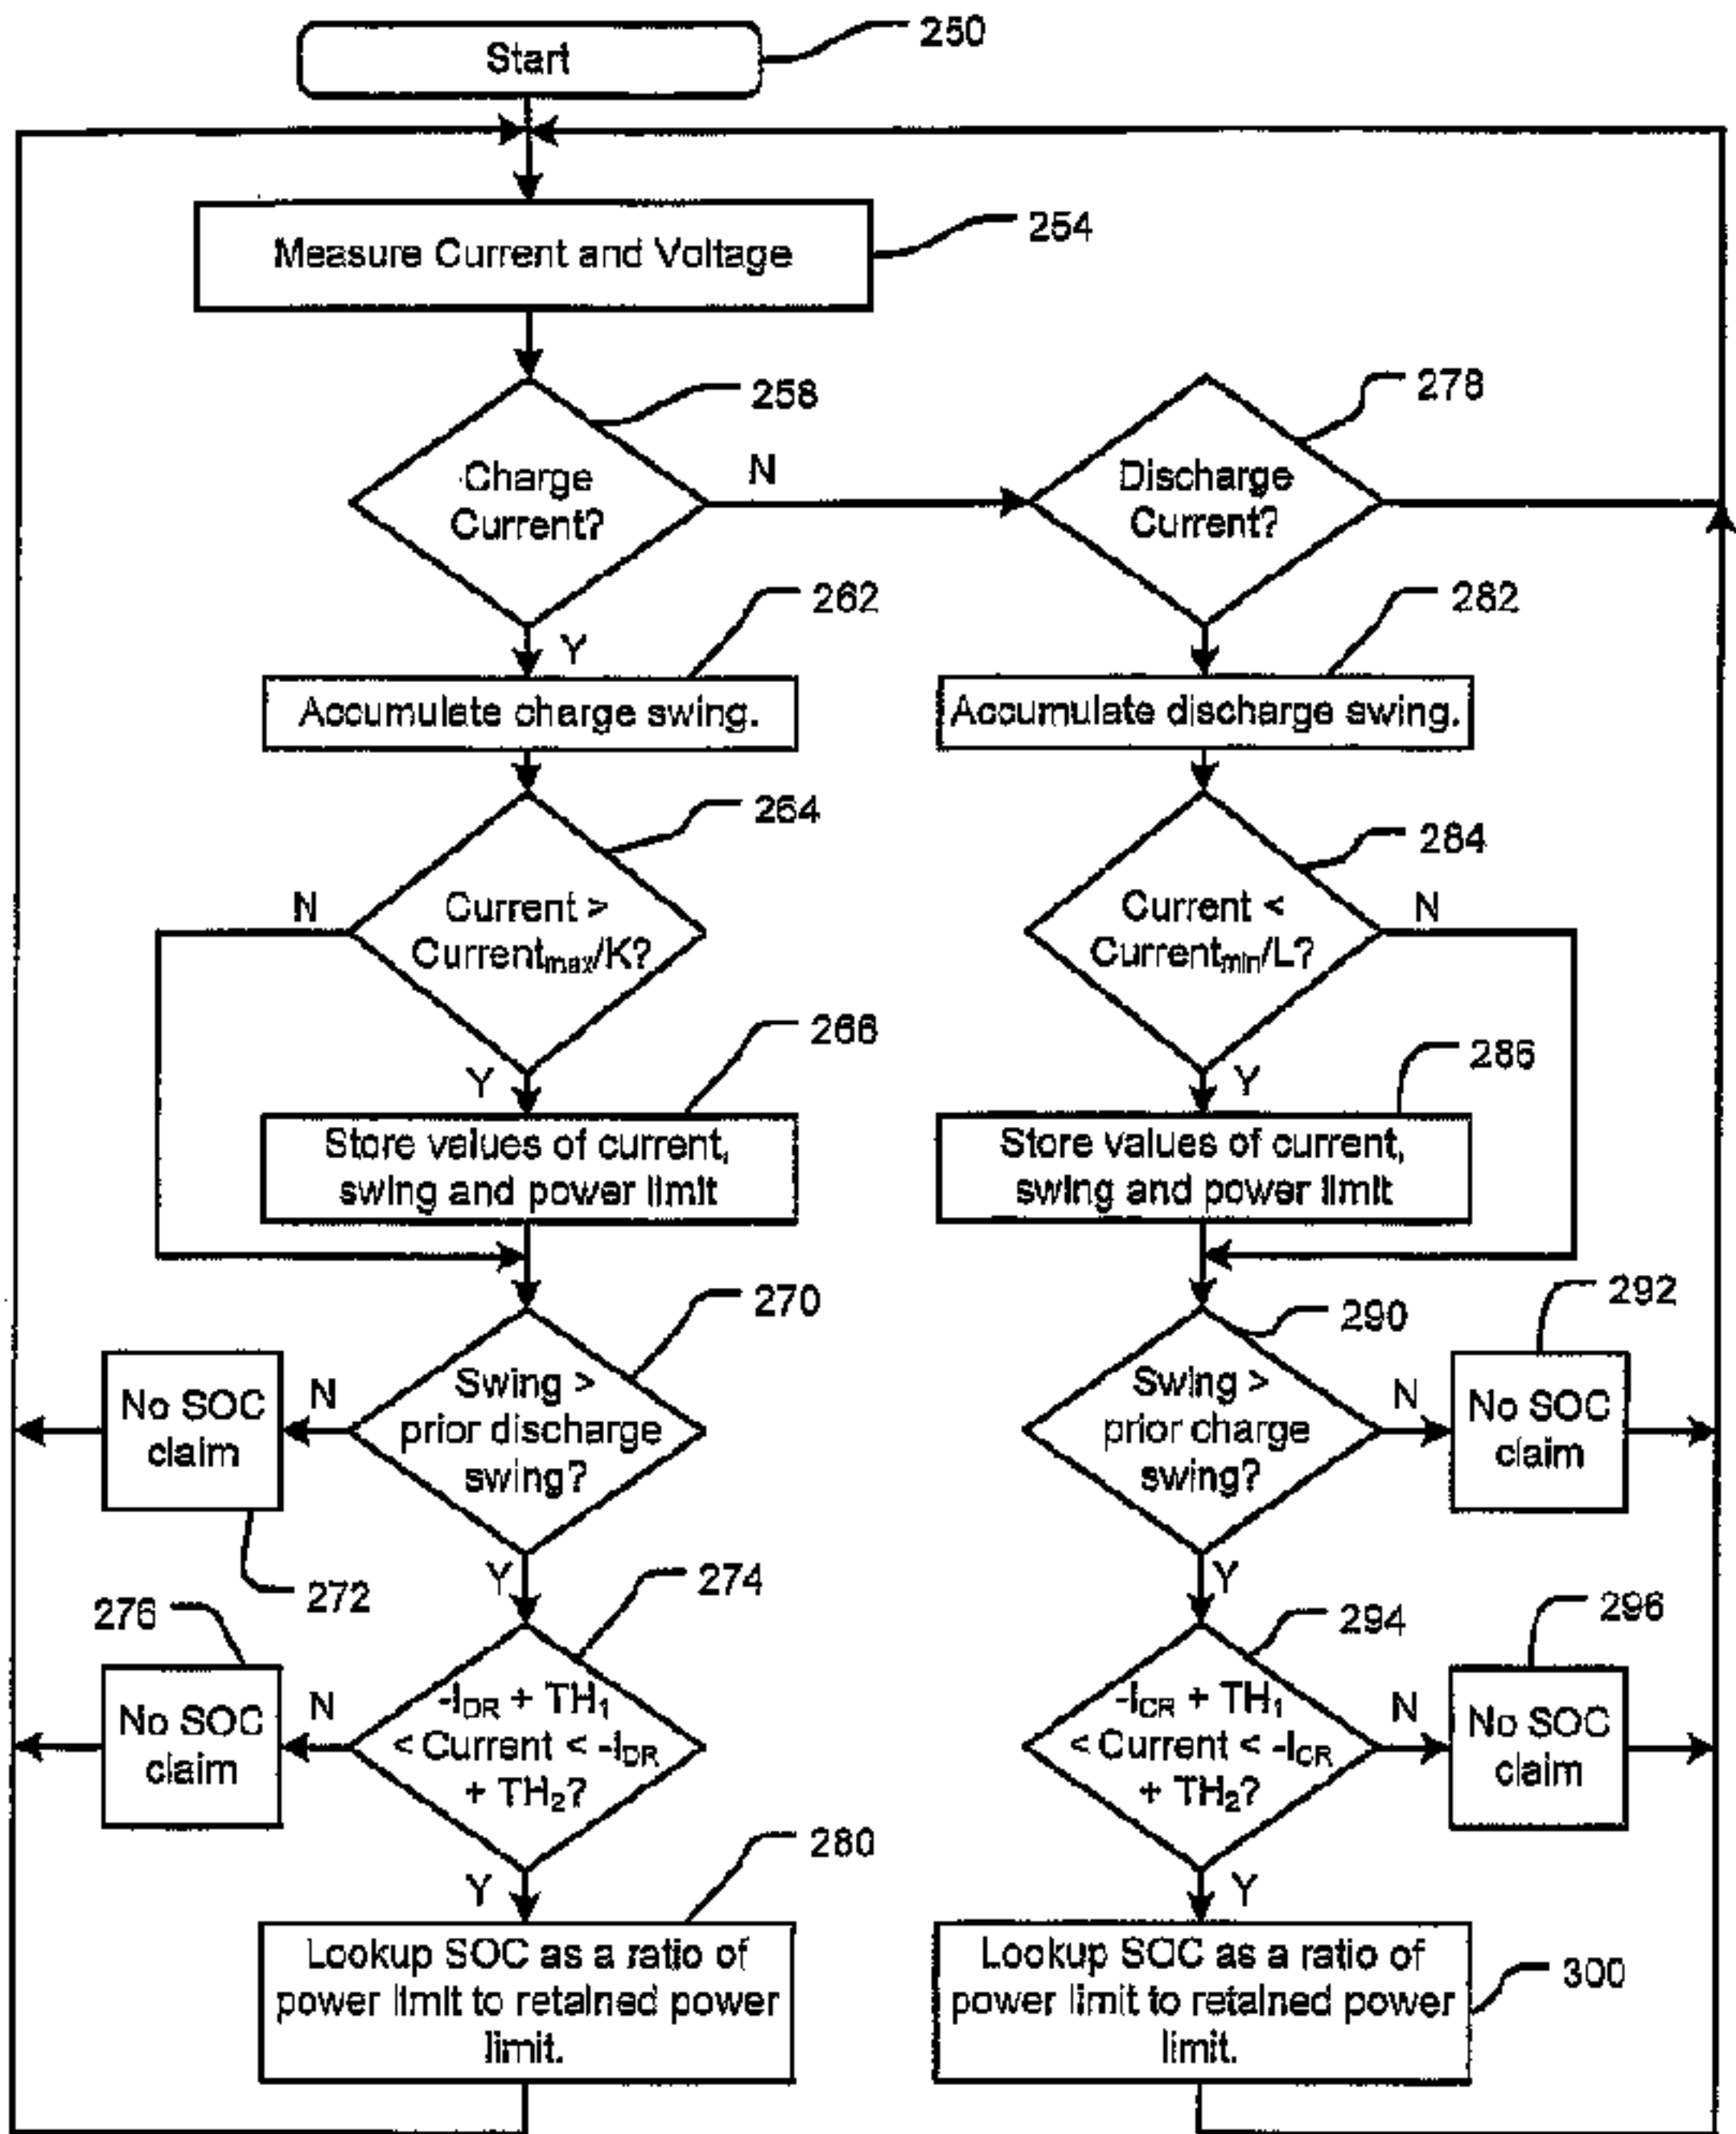 Start
250
Measure Current and Voltage
254
Charge
Current?
258
N
Y
Discharge
Current?
278
262
Accumulate charge swing.
282
Accumulate discharge swing.
264
N
Current >
Currentmax/K?
Y
284
Current <
Currentmin/L?
N
Y
266
Store values of current,
swing and power limit
286
Store values of current,
swing and power limit
270
Swing >
prior discharge
swing?
N
No SOC
claim
272
Y
290
Swing >
prior charge
swing?
N
292
No SOC
claim
Y
274
-IDR + TH1
< Current < -IDR
+ TH2?
N
276
No SOC
claim
Y
294
-ICR + TH1
< Current < -ICR
+ TH2?
N
296
No SOC
claim
Y
280
Lookup SOC as a ratio of
power limit to retained power
limit.
Lookup SOC as a ratio of
power limit to retained power
limit.
300